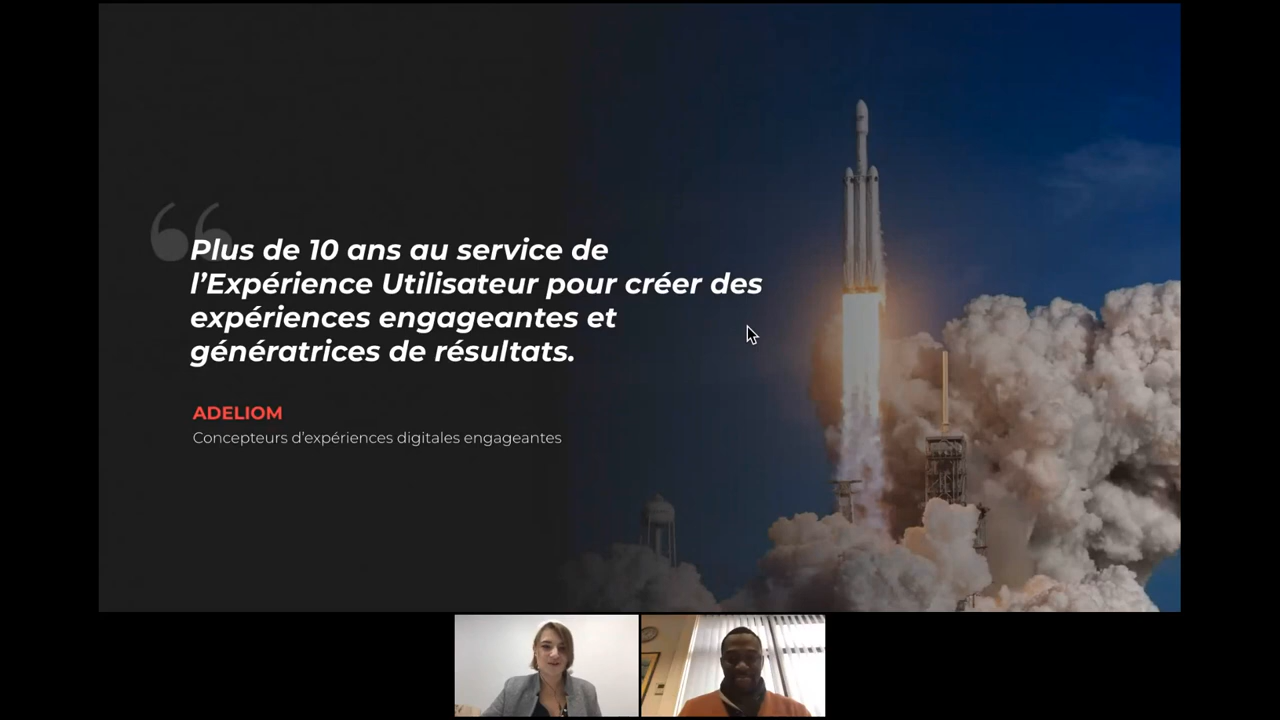 Plus de 10 ans au service de
l’Expérience Utilisateur pour créer des
expériences engageantes et
génératrices de résultats.
ADELIOM
Concepteurs d’expériences digitales engageantes